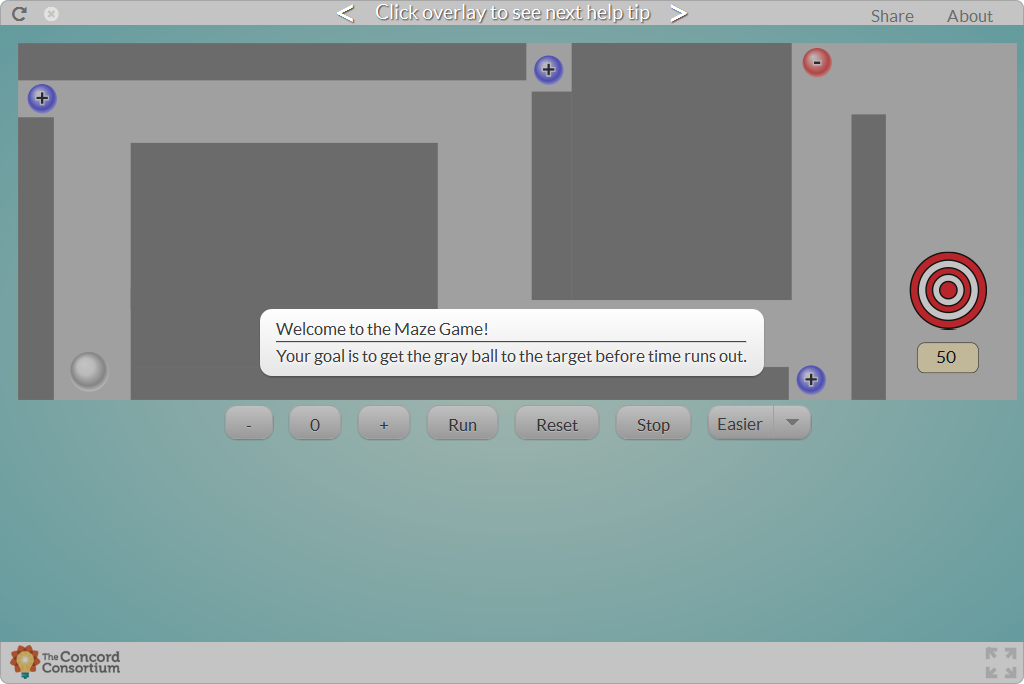 < Click overlay to see next help tip >
Share About
+
+
-
Welcome to the Maze Game!
Your goal is to get the gray ball to the target before time runs out.
50
+
- 0 + Run Reset Stop Easier
The Concord
Consortium